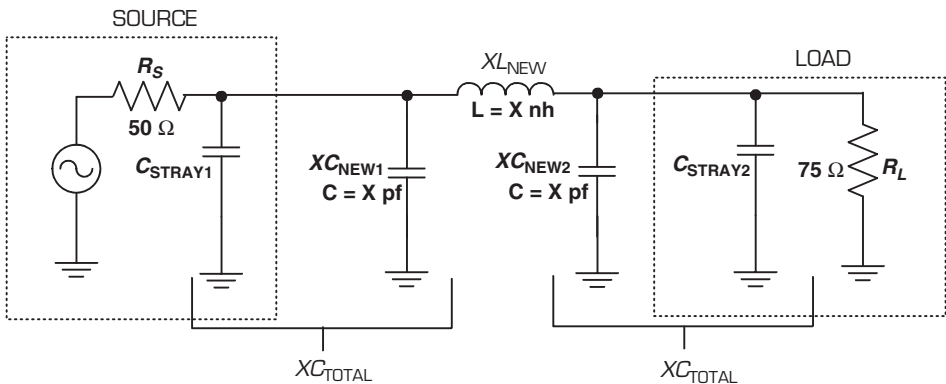 SOURCE
R_S
50 Ω
C_STRAY1
XC_NEW1
C = X pf
XL_NEW
L = X nh
XC_NEW2
C = X pf
LOAD
C_STRAY2
75 Ω
R_L
XC_TOTAL
XC_TOTAL